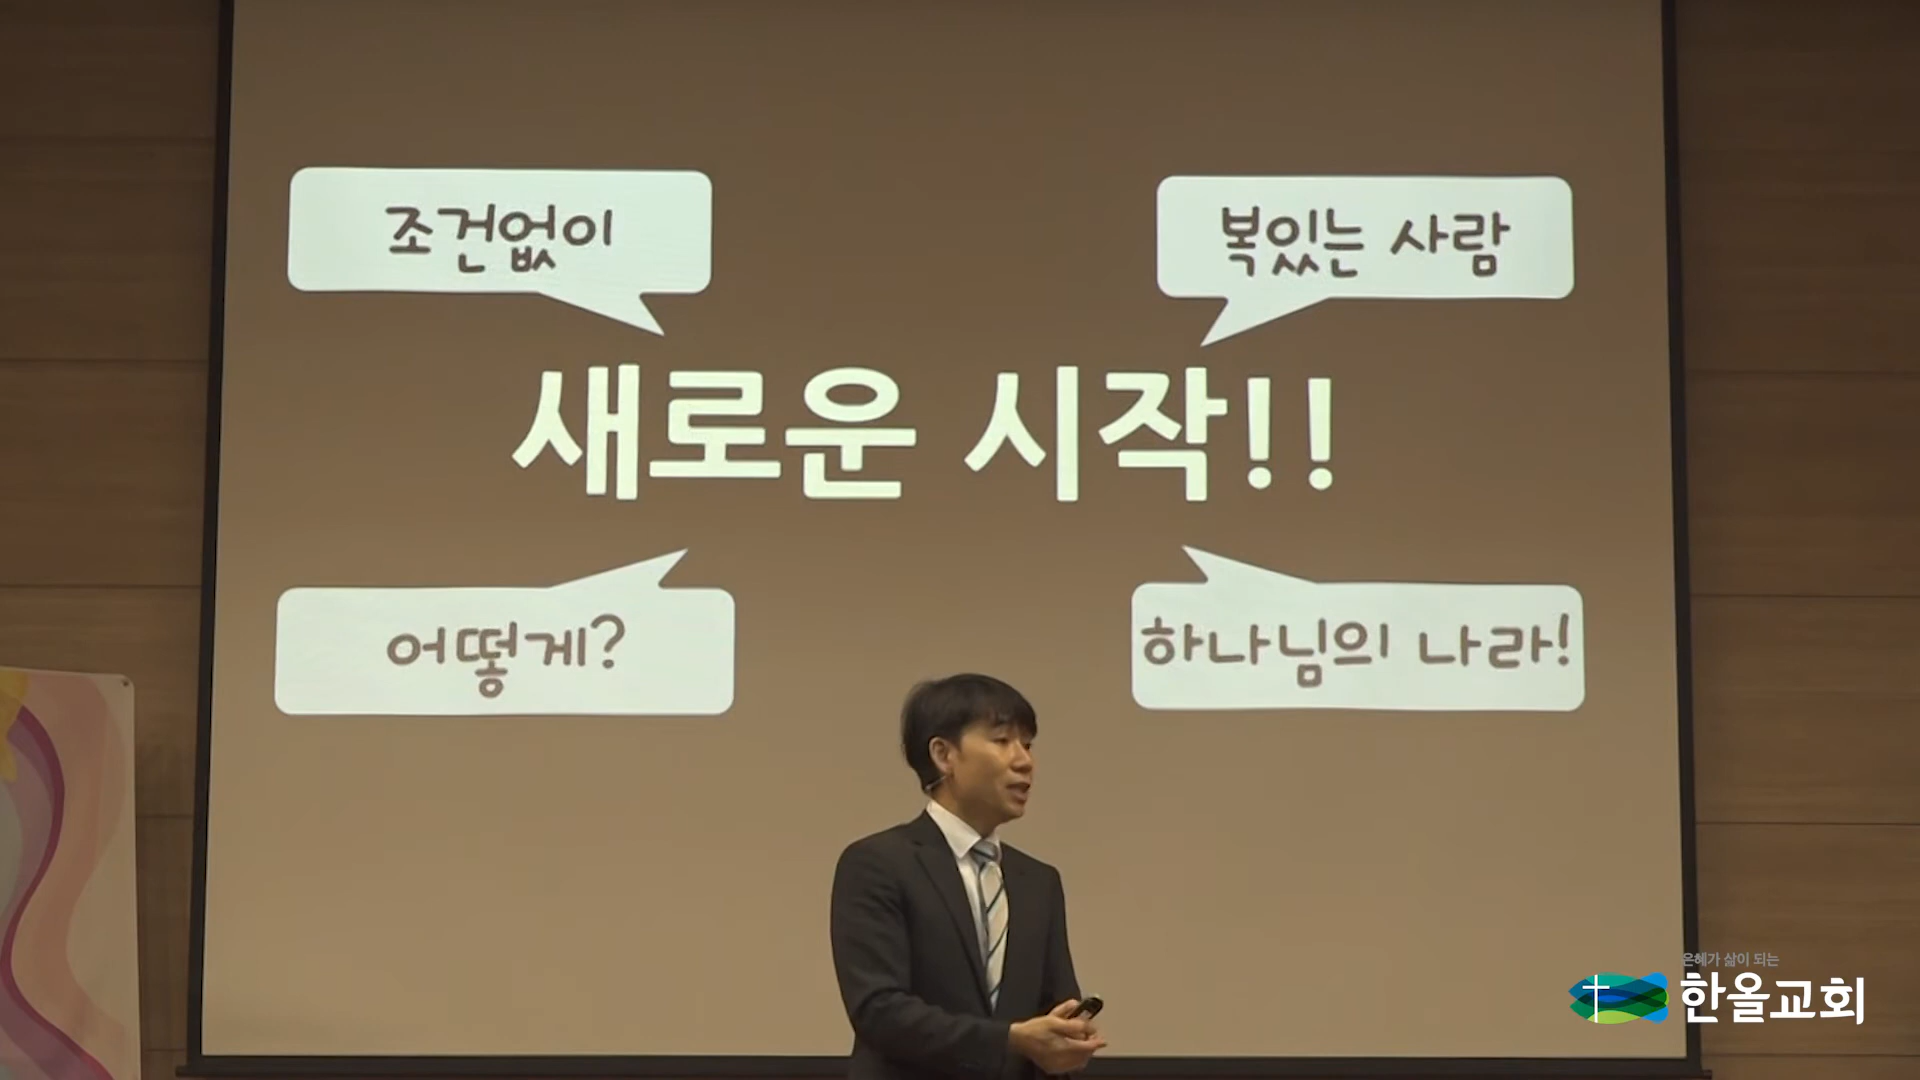 조건없이
복있는 사람
새로운 시작!!
어떻게?
하나님의 나라!
은혜가 삶이 되는
한올교회